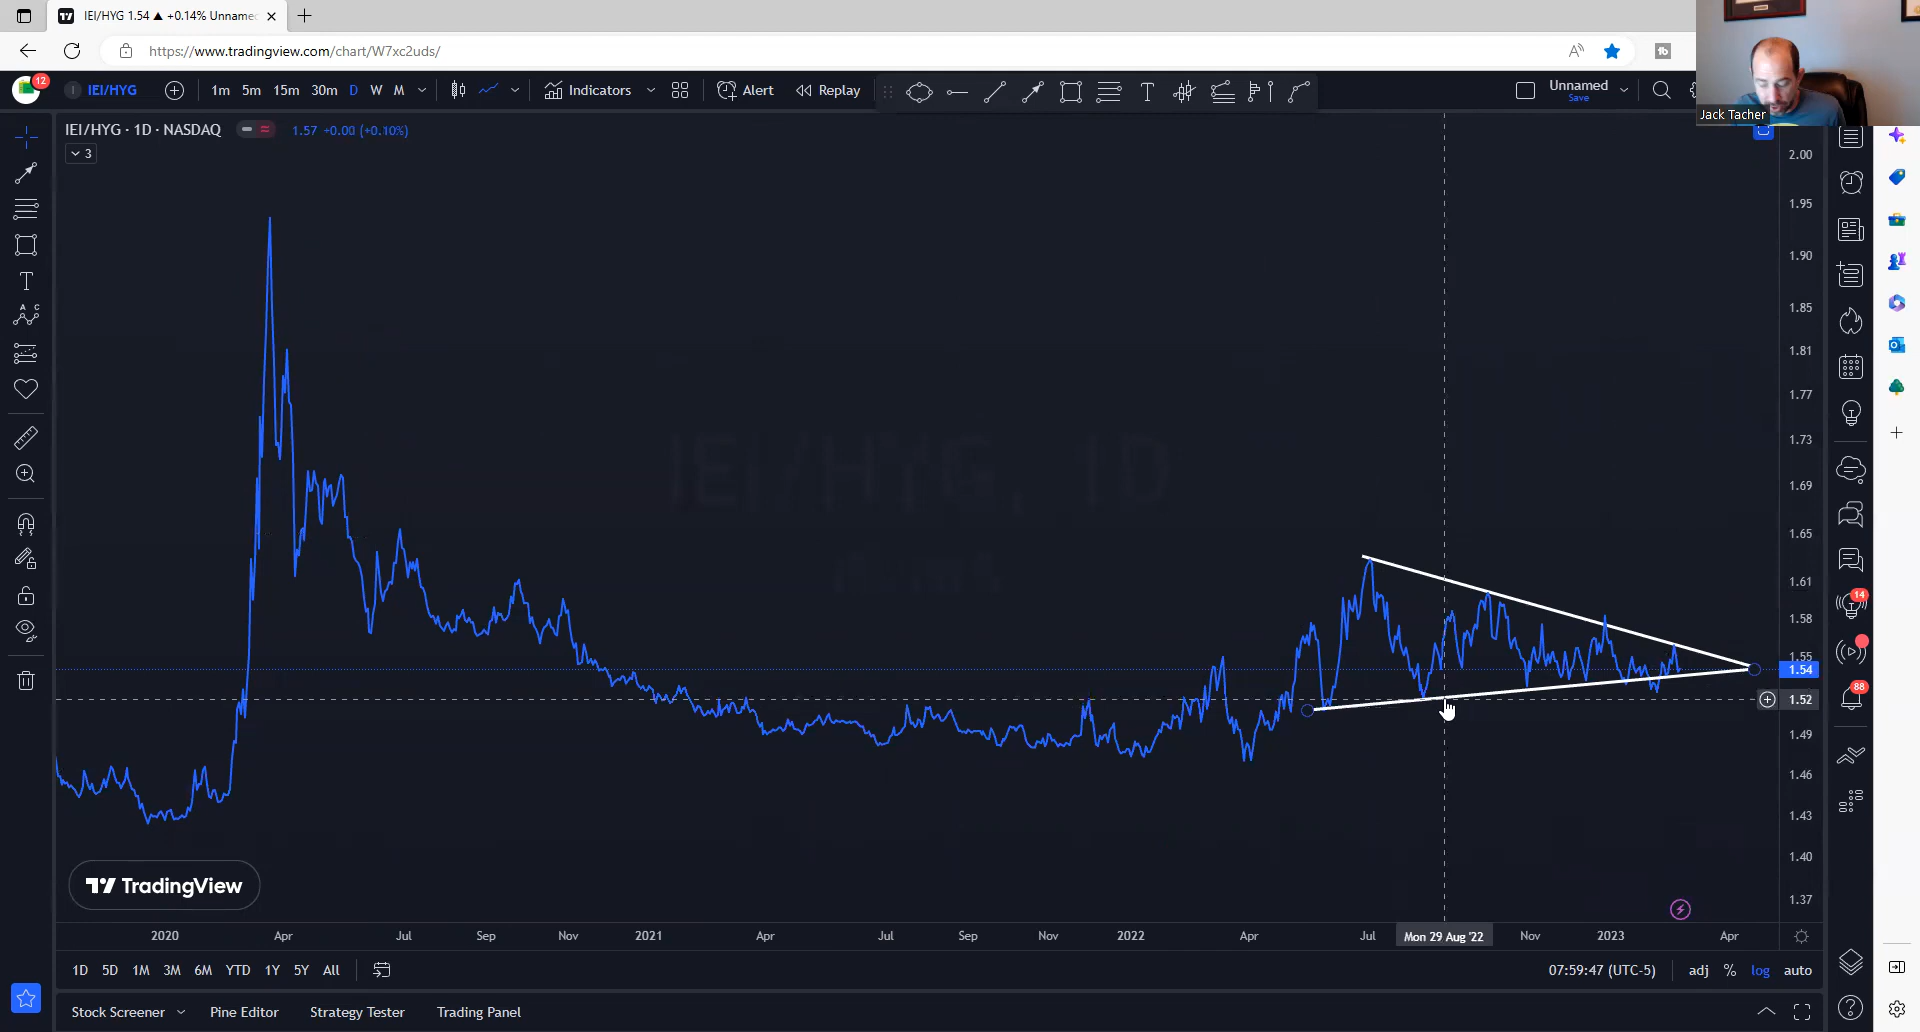 IEI/HYG 1.54 ▲ +0.14% Unname
https://www.tradingview.com/chart/W7xc2uds/
12 IEI/HYG 1m 5m 15m 30m D W M Indicators Alert Replay T Unnamed
Save
Jack Tacher
IEI/HYG · 1D · NASDAQ 1.57 +0.00 (+0.10%)
3
IEI/HYG, 1D
2.00
1.95
1.90
1.85
1.81
1.77
1.73
1.69
1.65
1.61
1.58
1.55
1.54
1.52
1.49
1.46
1.43
1.40
1.37
14
88
TradingView
2020 Apr Jul Sep Nov 2021 Apr Jul Sep Nov 2022 Apr Jul Mon 29 Aug '22 Nov 2023 Apr
1D 5D 1M 3M 6M YTD 1Y 5Y All 07:59:47 (UTC-5) adj % log auto
Stock Screener Pine Editor Strategy Tester Trading Panel